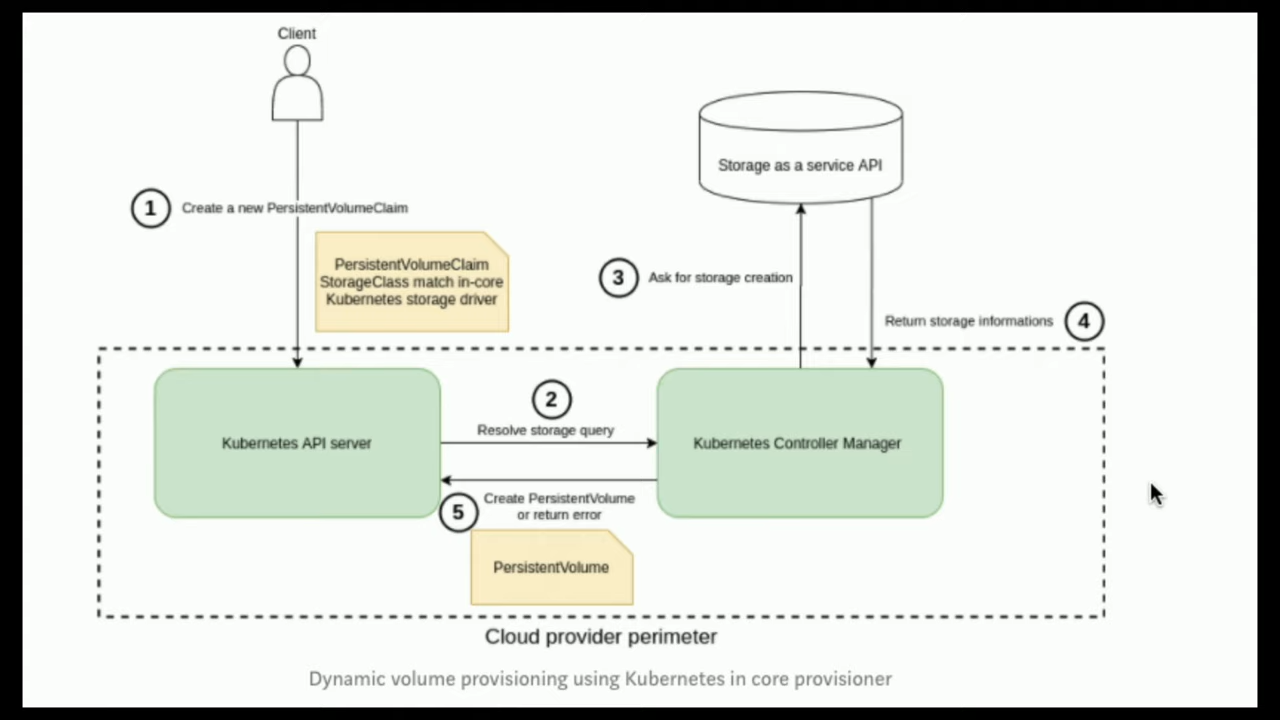 Client
Storage as a service API
1
Create a new PersistentVolumeClaim
PersistentVolumeClaim
StorageClass match in-core
Kubernetes storage driver
3
Ask for storage creation
Return storage informations
4
Kubernetes API server
2
Resolve storage query
Kubernetes Controller Manager
5
Create PersistentVolume
or return error
PersistentVolume
Cloud provider perimeter
Dynamic volume provisioning using Kubernetes in core provisioner